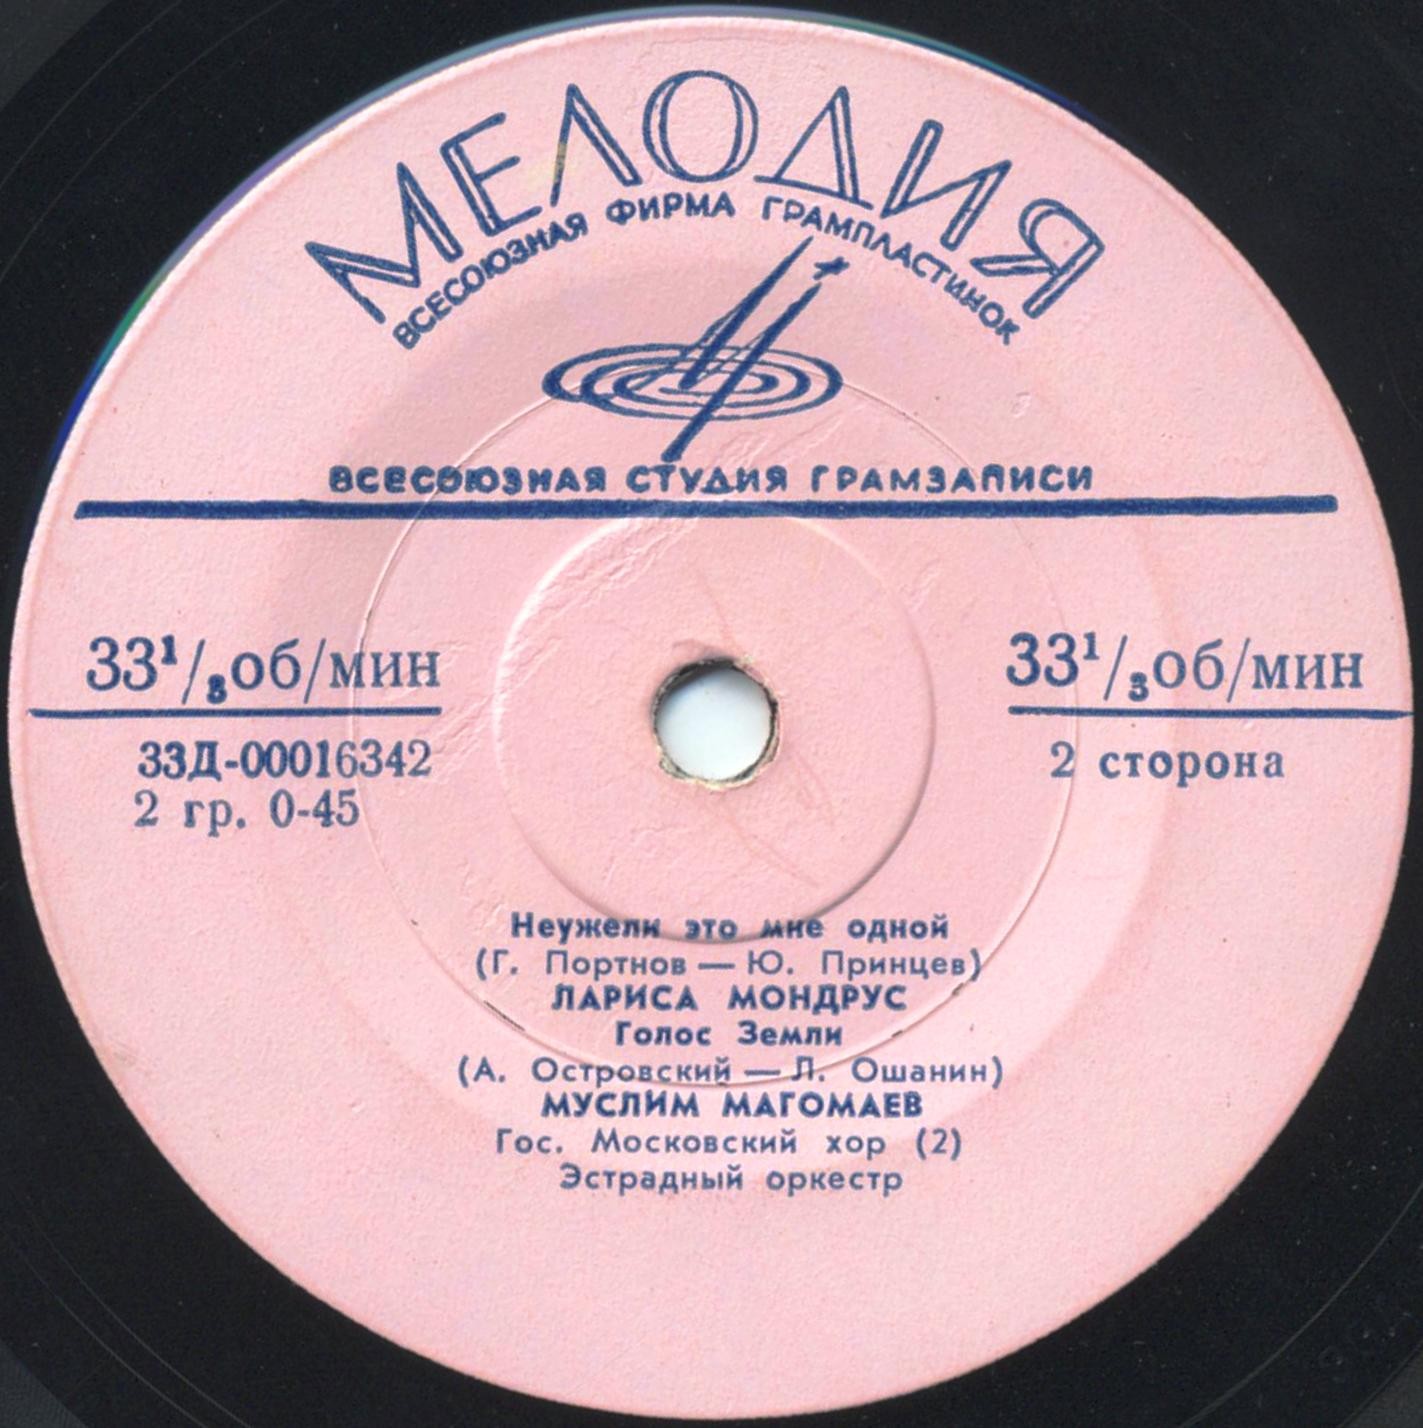 МЕЛОДИЯ
ВСЕСОЮЗНАЯ ФИРМА ГРАМПЛАСТИНОК
ВСЕСОЮЗНАЯ СТУДИЯ ГРАМЗАПИСИ
33¹/₃об/мин
33Д-00016342
2 гр. 0-45
33¹/₃об/мин
2 сторона
Неужели это мне одной
(Г. Портнов — Ю. Принцев)
ЛАРИСА МОНДРУС
Голос Земли
(А. Островский — Л. Ошанин)
МУСЛИМ МАГОМАЕВ
Гос. Московский хор (2)
Эстрадный оркестр